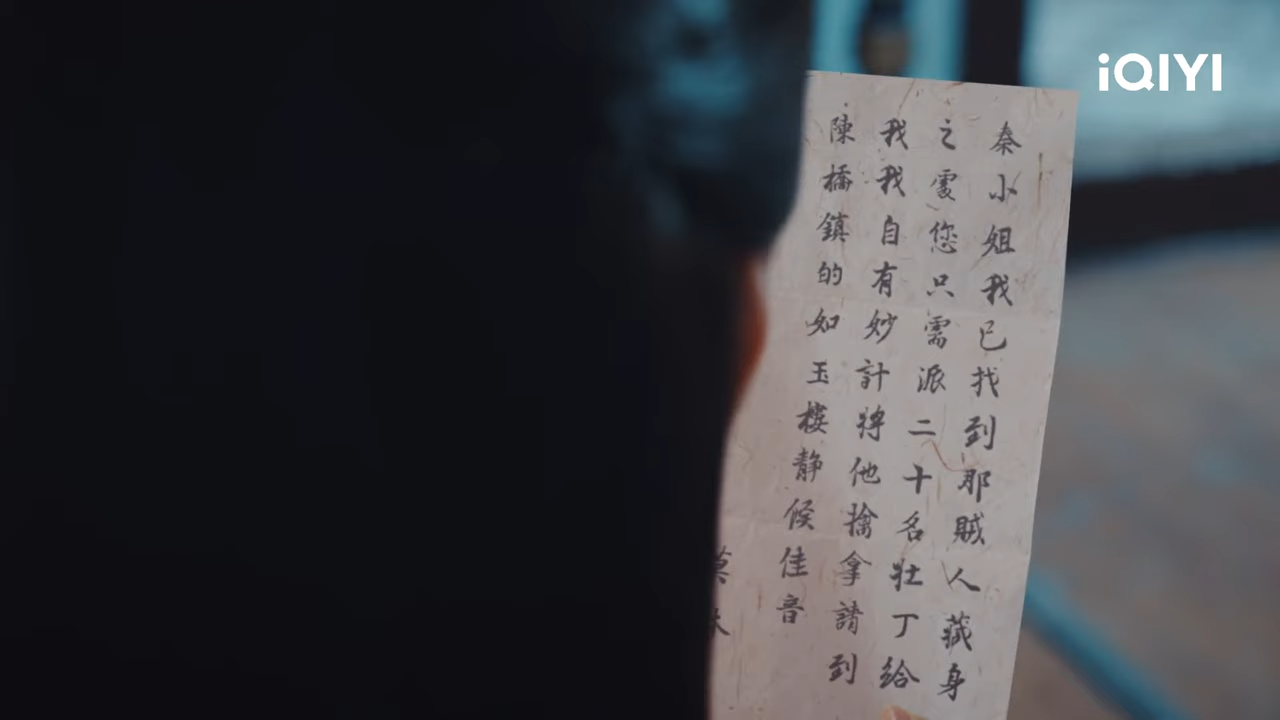 iQIYI
秦小姐我已找到那賊人藏身
之處您只需派二十名壯丁給
我我自有妙計將他擒拿請到
陳橋鎮的如玉樓靜候佳音